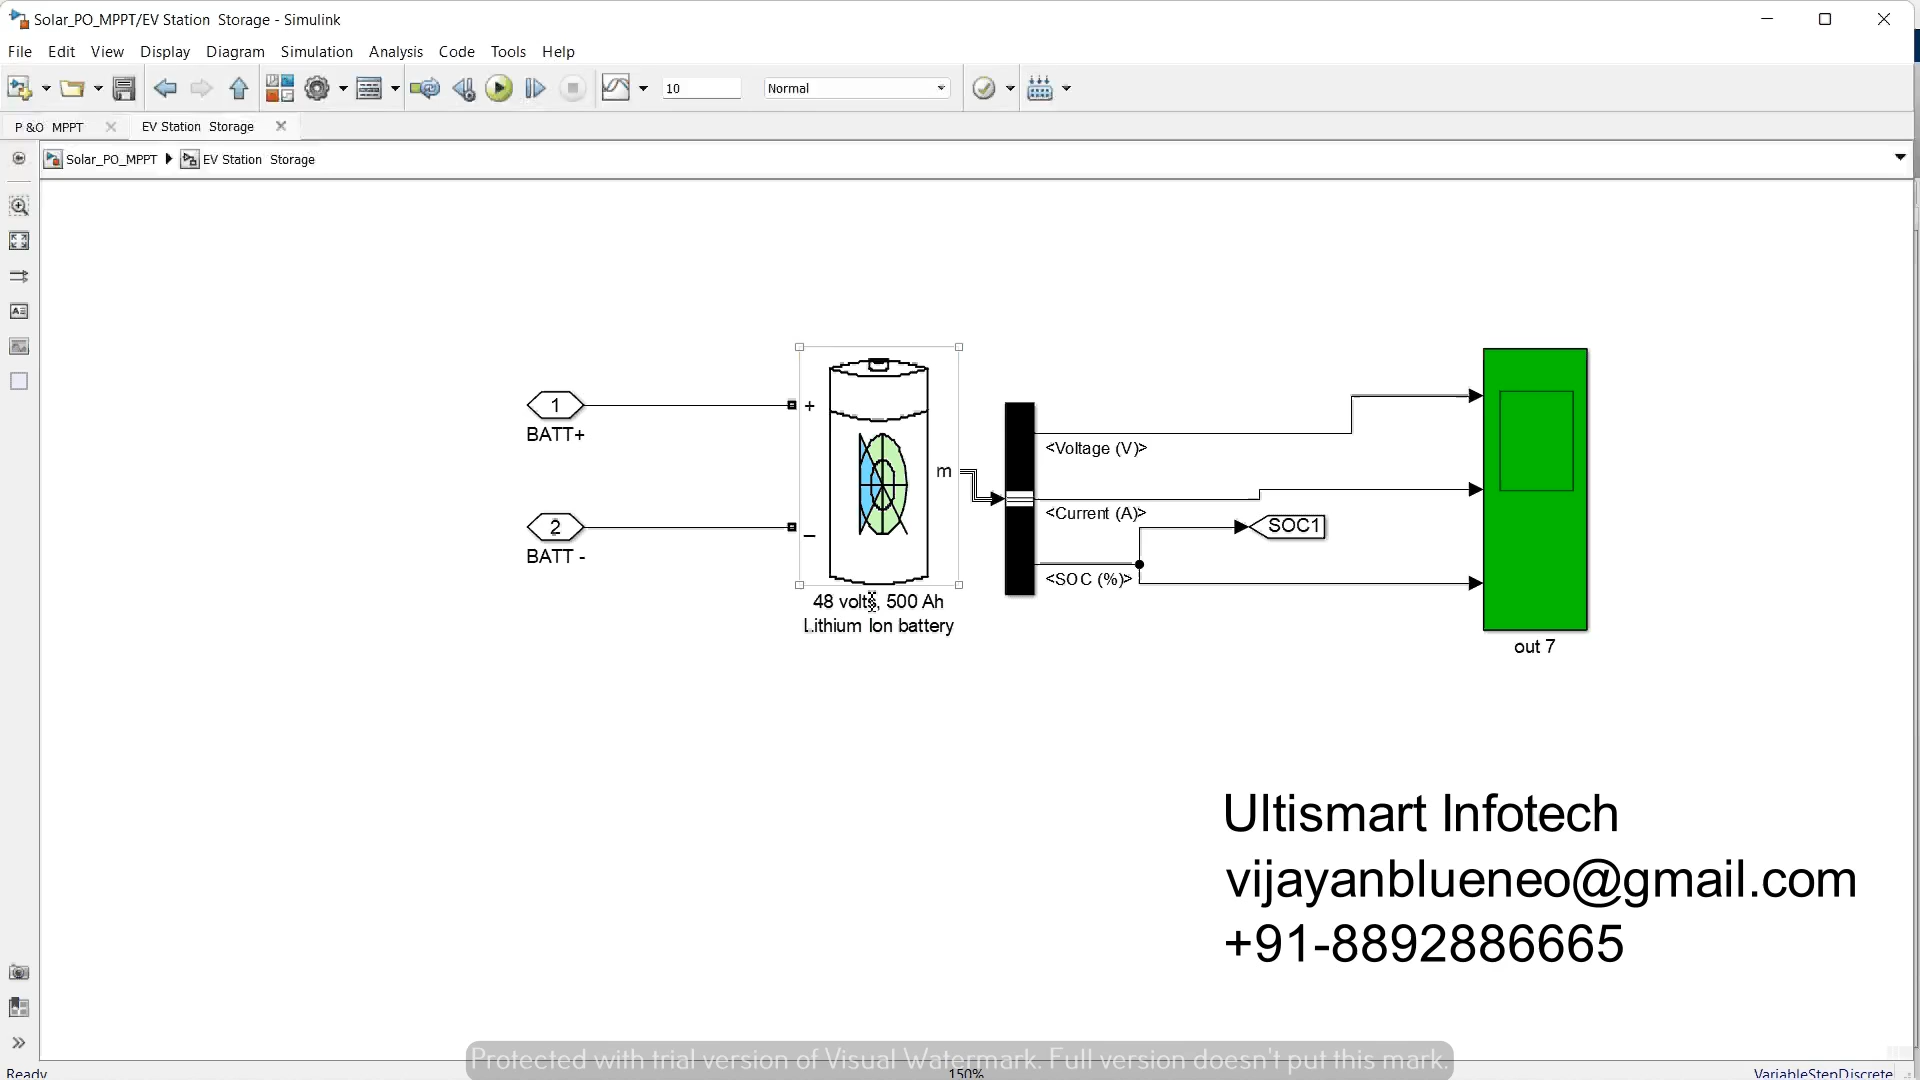 Solar_PO_MPPT/EV Station Storage - Simulink
File Edit View Display Diagram Simulation Analysis Code Tools Help
10 Normal
P &O MPPT EV Station Storage
Solar_PO_MPPT EV Station Storage
1
BATT+
2
BATT -
+
m
–
48 volts, 500 Ah
Lithium Ion battery
<Voltage (V)>
<Current (A)>
SOC1
<SOC (%)>
out 7
Ultismart Infotech
vijayanblueneo@gmail.com
+91-8892886665
Protected with trial version of Visual Watermark. Full version doesn't put this mark.
Ready 150% VariableStepDiscrete